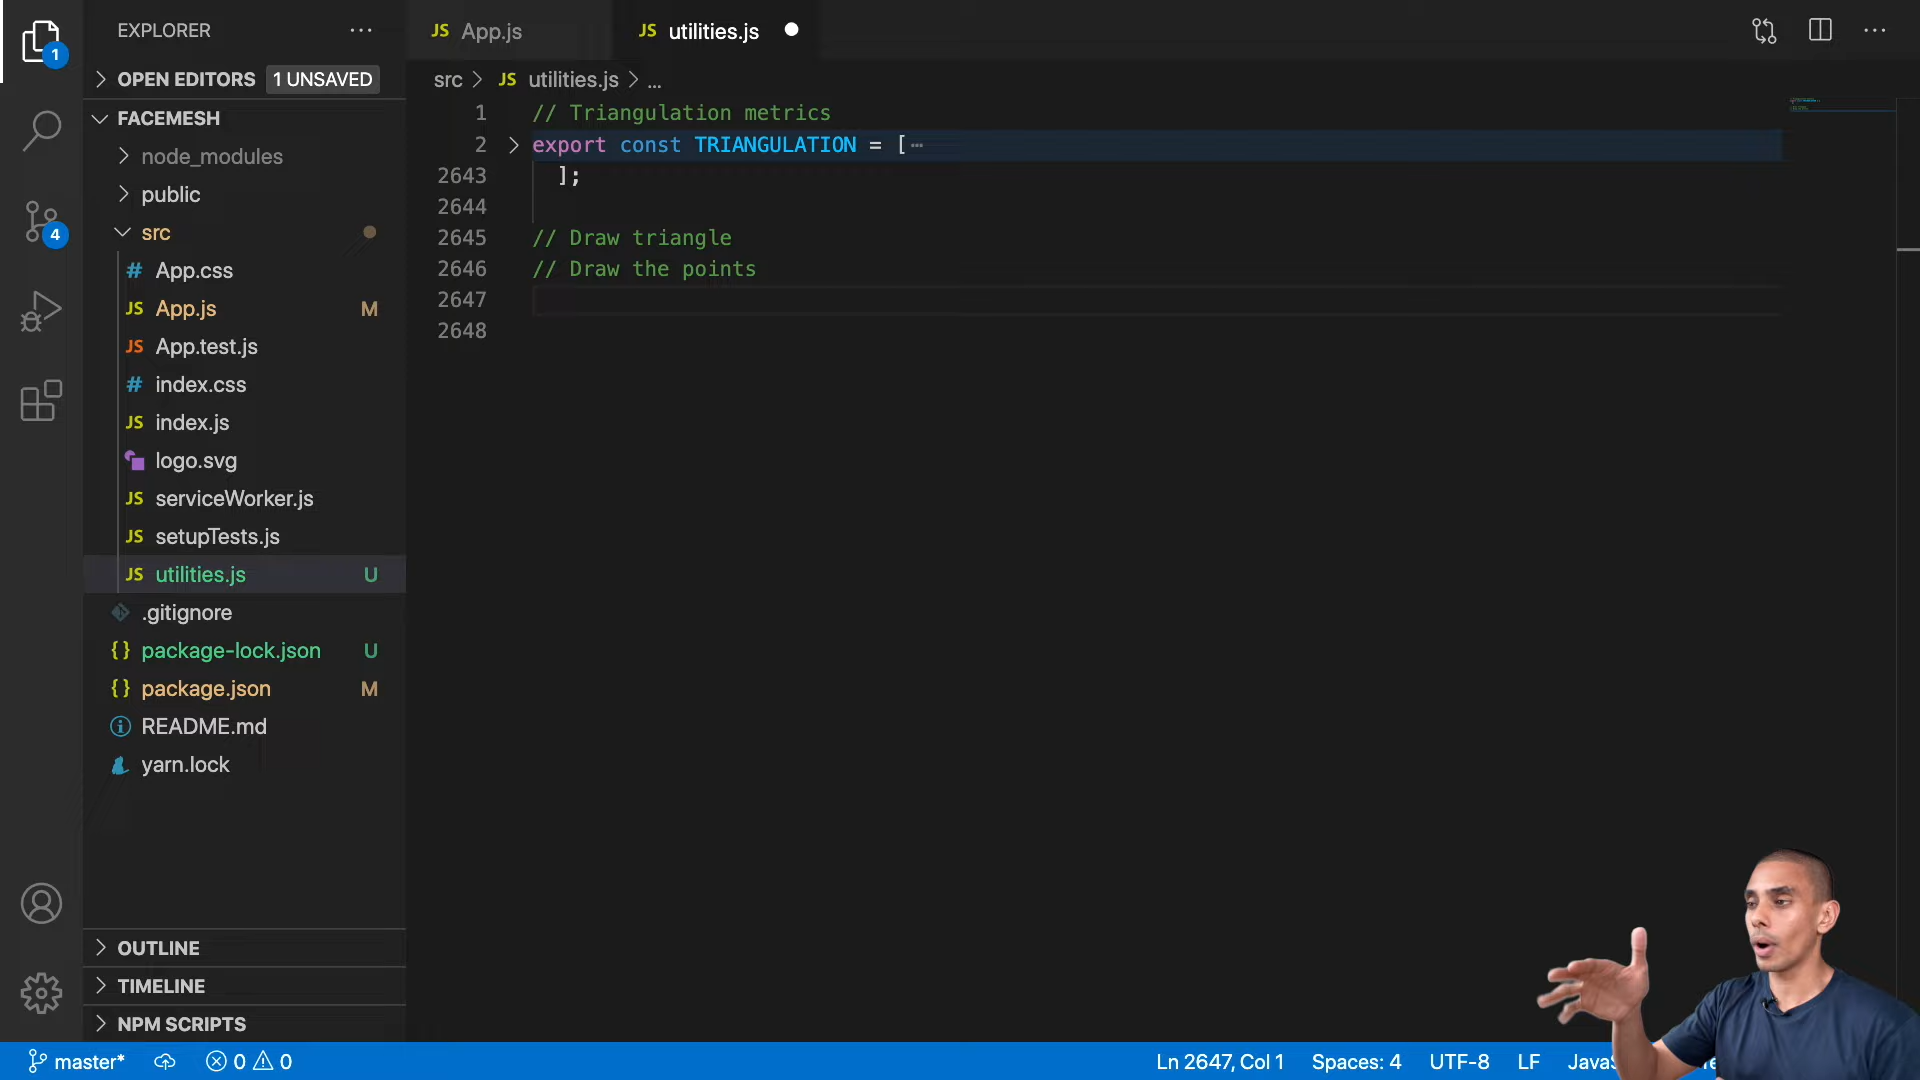 EXPLORER
OPEN EDITORS 1 UNSAVED
FACEMESH
node_modules
public
src
# App.css
JS App.js M
JS App.test.js
# index.css
JS index.js
logo.svg
JS serviceWorker.js
JS setupTests.js
JS utilities.js U
.gitignore
{} package-lock.json U
{} package.json M
README.md
yarn.lock
OUTLINE
TIMELINE
NPM SCRIPTS
1
4
JS App.js
JS utilities.js
src > JS utilities.js > ...
1 // Triangulation metrics
2 export const TRIANGULATION = [
2643 ];
2644
2645 // Draw triangle
2646 // Draw the points
2647
2648
master* 0 0
Ln 2647, Col 1 Spaces: 4 UTF-8 LF